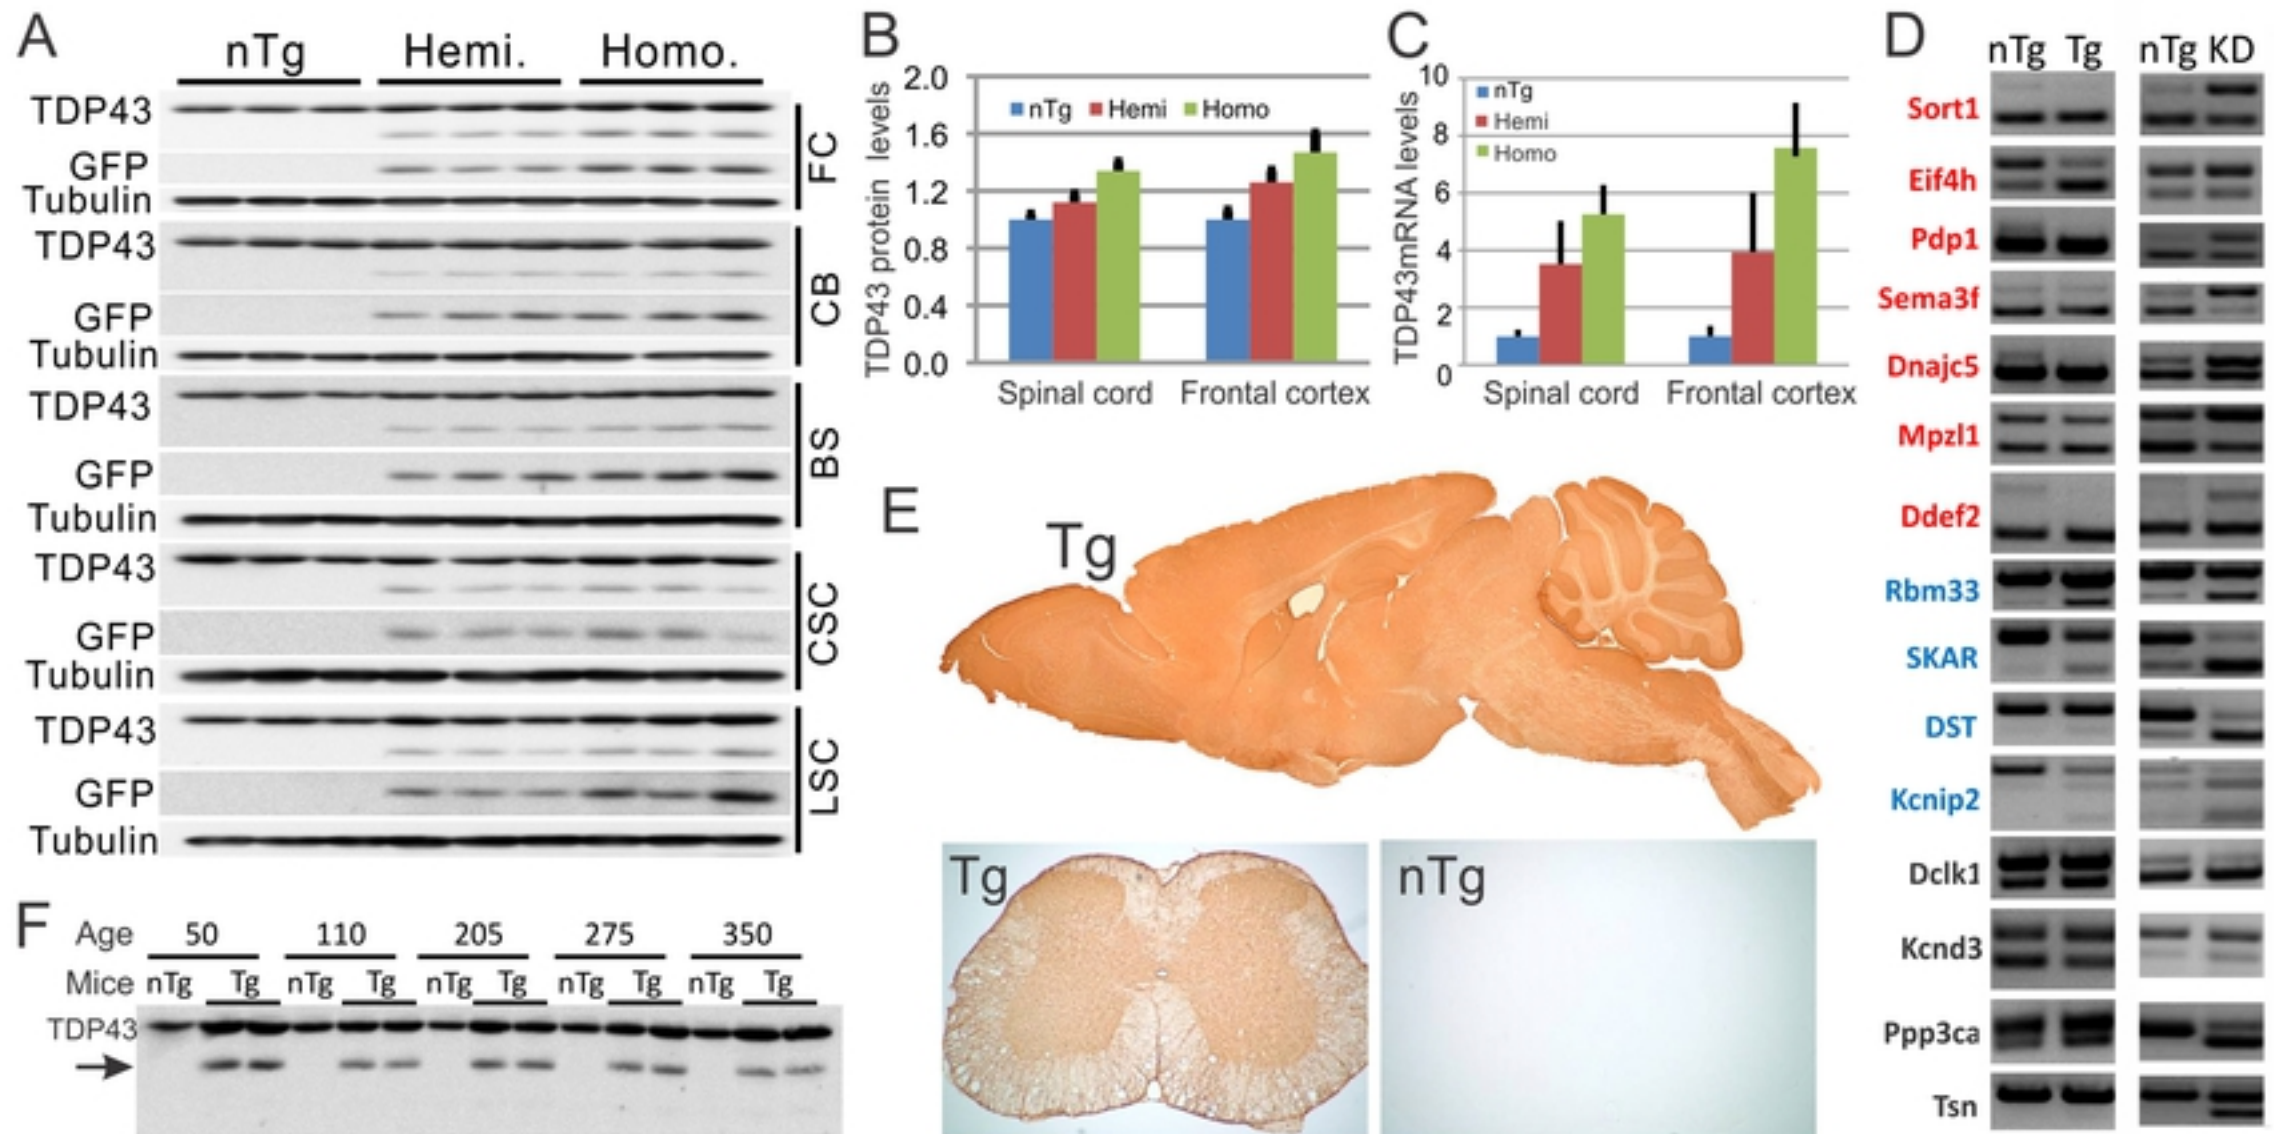 A
nTg Hemi. Homo.
TDP43
GFP
Tubulin
FC
TDP43
GFP
Tubulin
CB
TDP43
GFP
Tubulin
BS
TDP43
GFP
Tubulin
CSC
TDP43
GFP
Tubulin
LSC
B
TDP43 protein levels
2.0
1.6
1.2
0.8
0.4
0.0
nTg Hemi Homo
Spinal cord Frontal cortex
C
TDP43mRNA levels
10
8
6
4
2
0
nTg
Hemi
Homo
Spinal cord Frontal cortex
D
nTg Tg nTg KD
Sort1
Eif4h
Pdp1
Sema3f
Dnajc5
Mpzl1
Ddef2
Rbm33
SKAR
DST
Kcnip2
Dclk1
Kcnd3
Ppp3ca
Tsn
E
Tg
Tg nTg
F
Age 50 110 205 275 350
Mice nTg Tg nTg Tg nTg Tg nTg Tg nTg Tg
TDP43